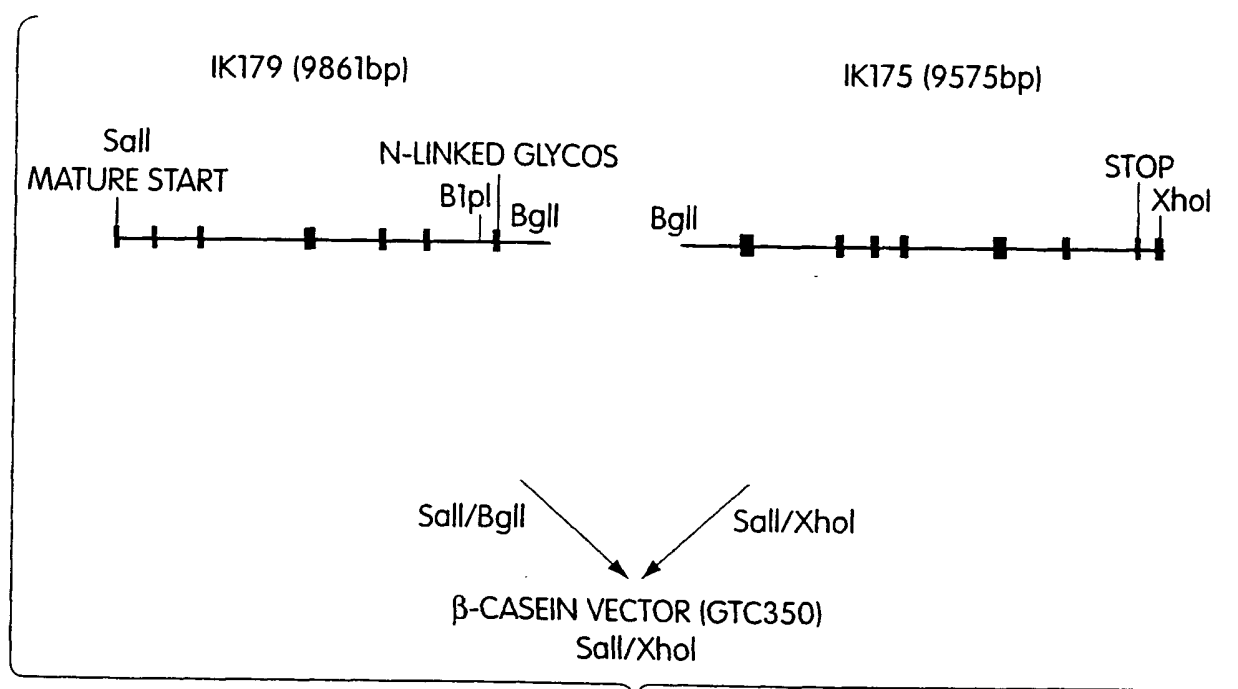 IK179 (9861bp)
IK175 (9575bp)
SalI
MATURE START
N-LINKED GLYCOS
B1pI
BglI
BglI
STOP
XhoI
SalI/BglI
SalI/XhoI
β-CASEIN VECTOR (GTC350)
SalI/XhoI